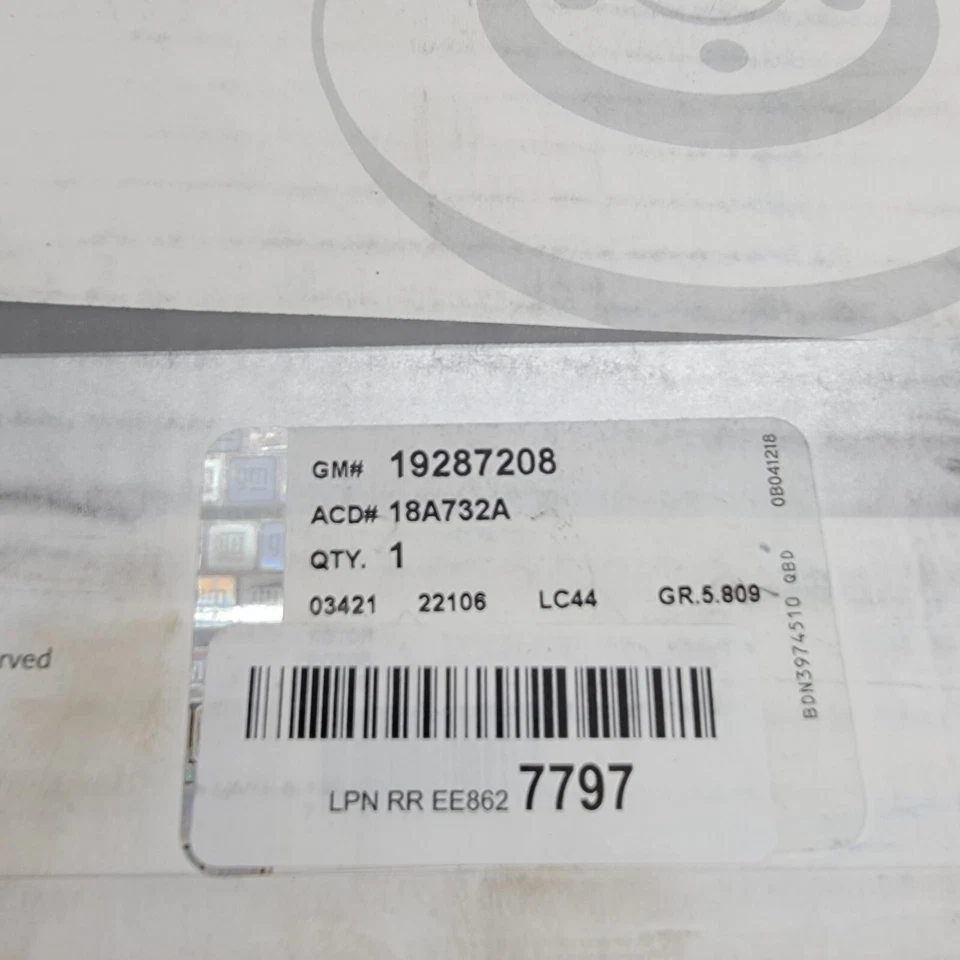 GM# 19287208
ACD# 18A732A
QTY. 1
03421 22106 LC44 GR.5.809
0B041218
BDN3974510 QBD
rved
LPN RR EE862 7797